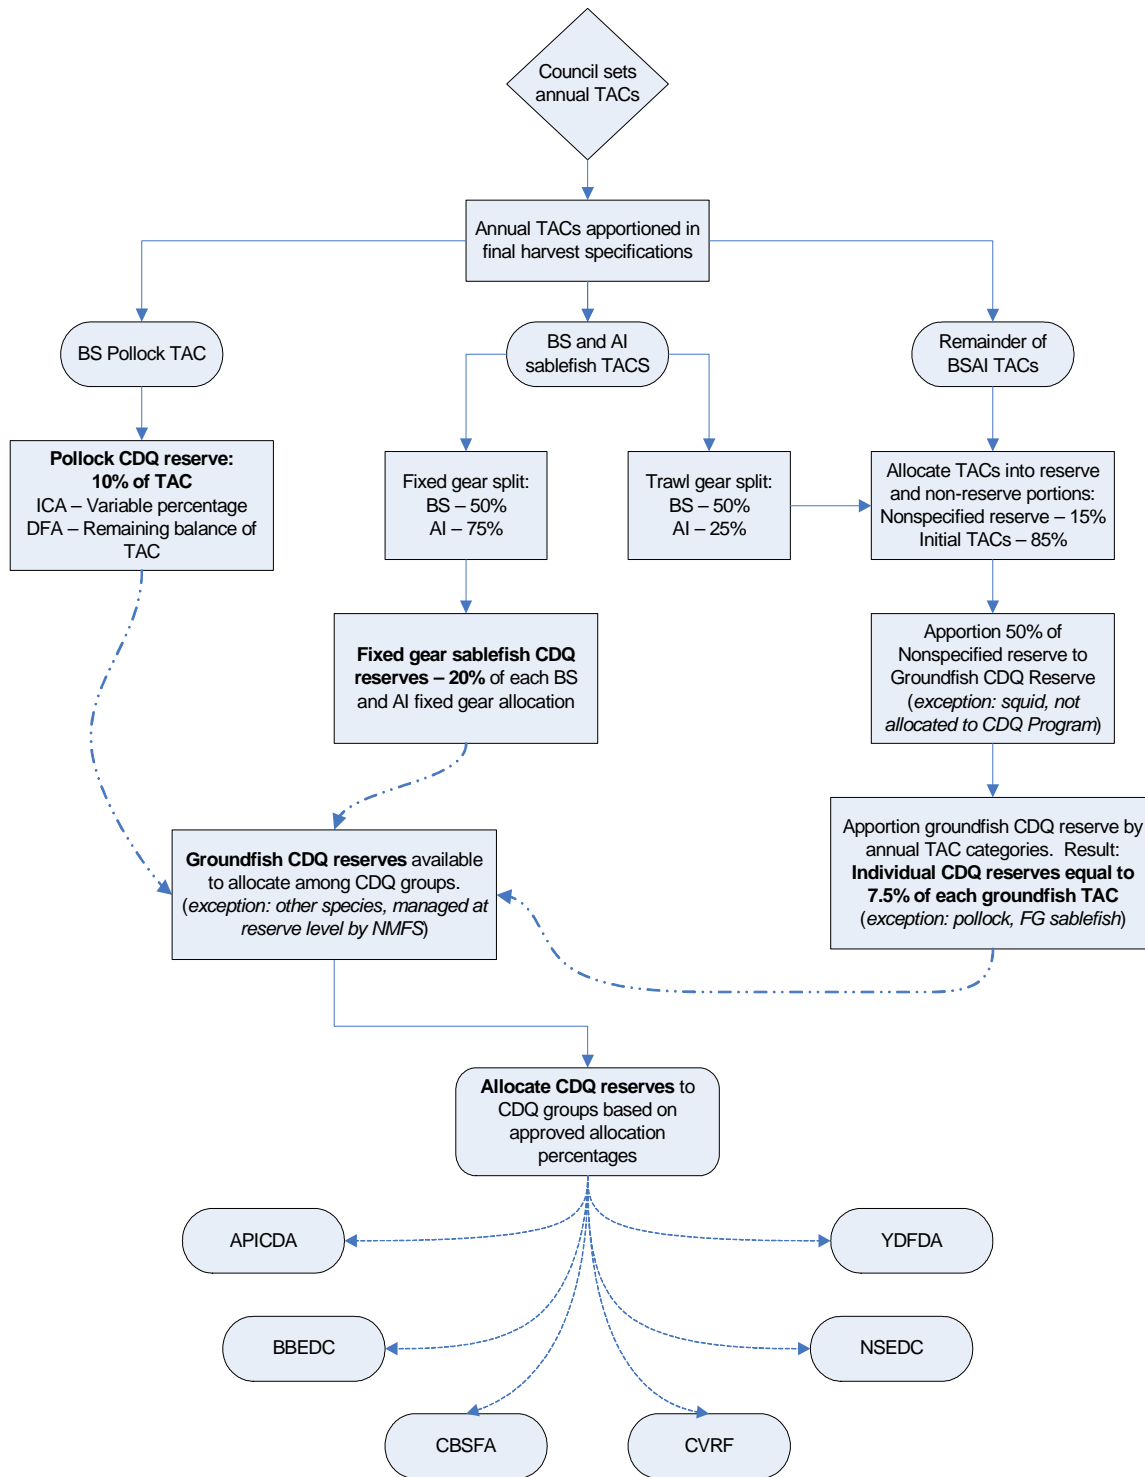 Council sets
annual TACs
Annual TACs apportioned in
final harvest specifications
BS Pollock TAC
BS and AI
sablefish TACS
Remainder of
BSAI TACs
Pollock CDQ reserve:
10% of TAC
ICA – Variable percentage
DFA – Remaining balance of
TAC
Fixed gear split:
BS – 50%
AI – 75%
Trawl gear split:
BS – 50%
AI – 25%
Allocate TACs into reserve
and non-reserve portions:
Nonspecified reserve – 15%
Initial TACs – 85%
Fixed gear sablefish CDQ
reserves – 20% of each BS
and AI fixed gear allocation
Apportion 50% of
Nonspecified reserve to
Groundfish CDQ Reserve
(exception: squid, not
allocated to CDQ Program)
Groundfish CDQ reserves available
to allocate among CDQ groups.
(exception: other species, managed at
reserve level by NMFS)
Apportion groundfish CDQ reserve by
annual TAC categories.  Result:
Individual CDQ reserves equal to
7.5% of each groundfish TAC
(exception: pollock, FG sablefish)
Allocate CDQ reserves to
CDQ groups based on
approved allocation
percentages
APICDA
YDFDA
BBEDC
NSEDC
CBSFA
CVRF